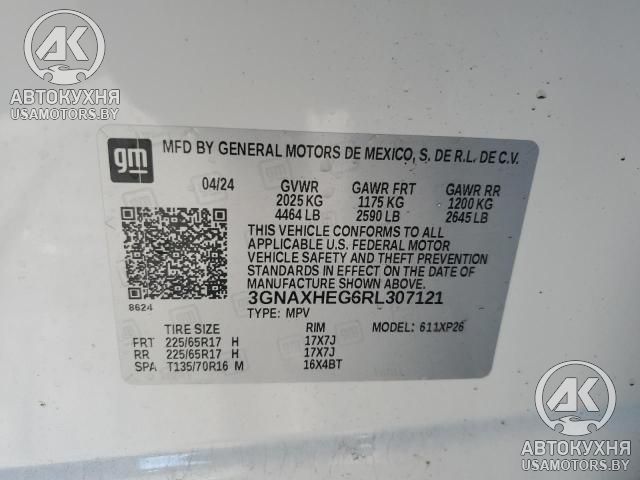 АК
АВТОКУХНЯ
USAMOTORS.BY
gm
MFD BY GENERAL MOTORS DE MEXICO, S. DE R.L. DE C.V.
04/24 GVWR GAWR FRT GAWR RR
2025 KG 1175 KG 1200 KG
4464 LB 2590 LB 2645 LB
THIS VEHICLE CONFORMS TO ALL
APPLICABLE U.S. FEDERAL MOTOR
VEHICLE SAFETY AND THEFT PREVENTION
STANDARDS IN EFFECT ON THE DATE OF
MANUFACTURE SHOWN ABOVE.
8624
3GNAXHEG6RL307121
TYPE: MPV MODEL: 611XP26
TIRE SIZE RIM
FRT 225/65R17 H 17X7J
RR 225/65R17 H 17X7J
SPA T135/70R16 M 16X4BT
АК
АВТОКУХНЯ
USAMOTORS.BY